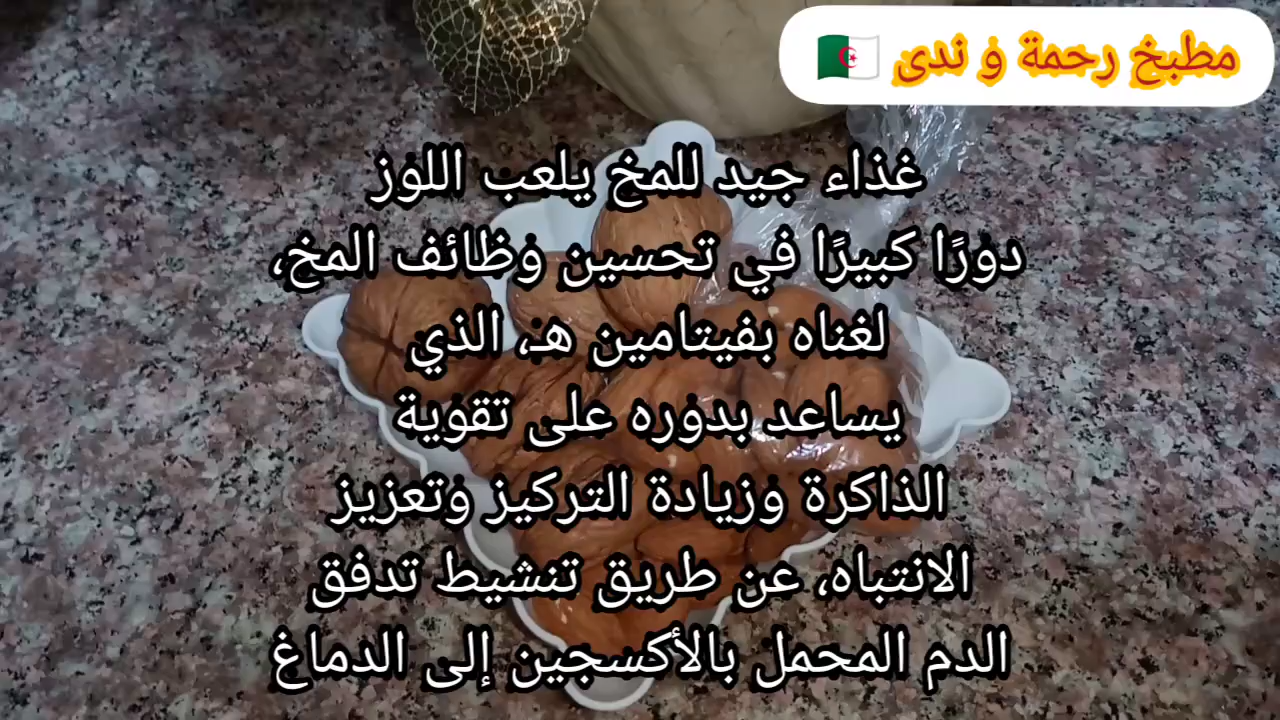 مطبخ رحمة و ندى 🇩🇿
غذاء جيد للمخ يلعب اللوز
دورًا كبيرًا في تحسين وظائف المخ،
لغناه بفيتامين هـ، الذي
يساعد بدوره على تقوية
الذاكرة وزيادة التركيز وتعزيز
الانتباه، عن طريق تنشيط تدفق
الدم المحمل بالأكسجين إلى الدماغ